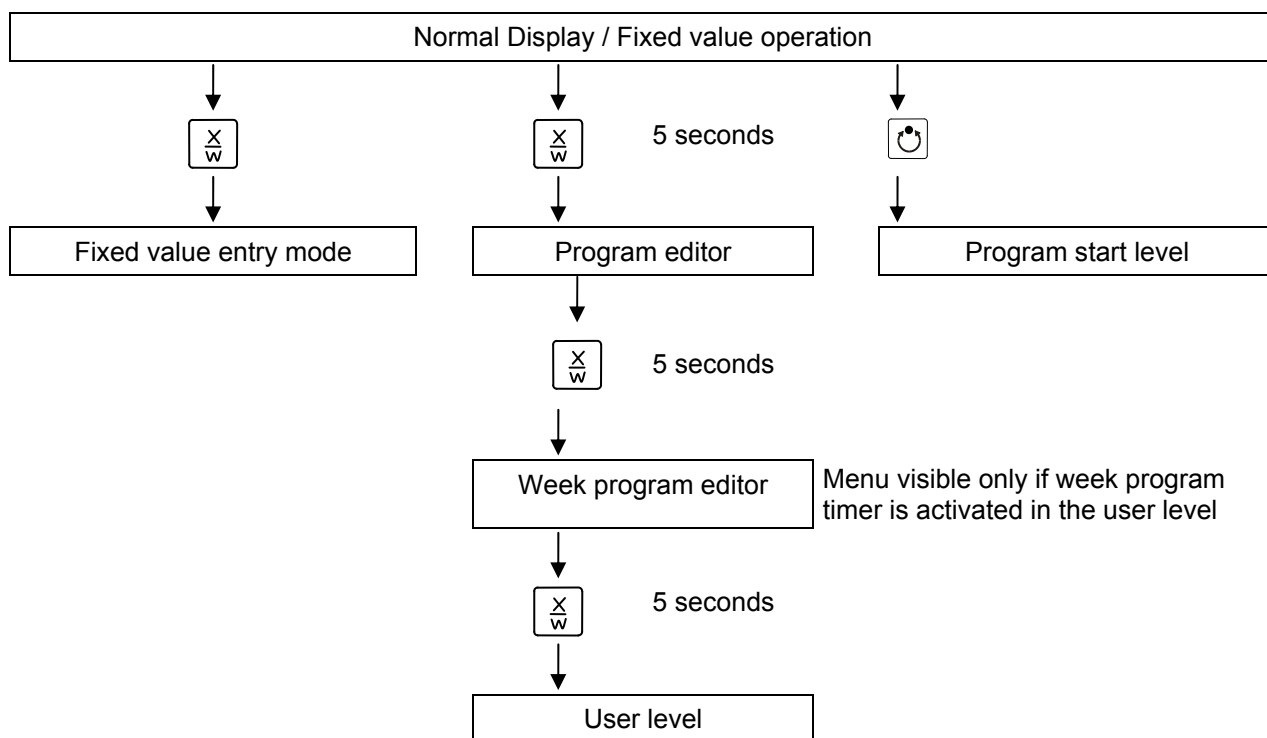 Normal Display / Fixed value operation
X
W
X
W
5 seconds
Fixed value entry mode
Program editor
Program start level
X
W
5 seconds
Week program editor
Menu visible only if week program
timer is activated in the user level
X
W
5 seconds
User level